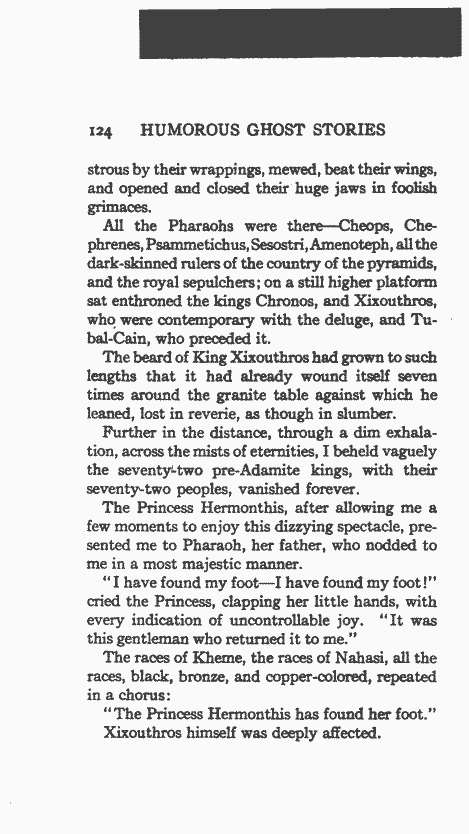 124 HUMOROUS GHOST STORIES
strous by their wrappings, mewed, beat their wings,
and opened and closed their huge jaws in foolish
grimaces.
All the Pharaohs were there—Cheops, Che-
phrenes, Psammetichus, Sesostri, Amenoteph, all the
dark-skinned rulers of the country of the pyramids,
and the royal sepulchers; on a still higher platform
sat enthroned the kings Chronos, and Xixouthros,
who were contemporary with the deluge, and Tu-
bal-Cain, who preceded it.
The beard of King Xixouthros had grown to such
lengths that it had already wound itself seven
times around the granite table against which he
leaned, lost in reverie, as though in slumber.
Further in the distance, through a dim exhala-
tion, across the mists of eternities, I beheld vaguely
the seventy-two pre-Adamite kings, with their
seventy-two peoples, vanished forever.
The Princess Hermonthis, after allowing me a
few moments to enjoy this dizzying spectacle, pre-
sented me to Pharaoh, her father, who nodded to
me in a most majestic manner.
"I have found my foot—I have found my foot!"
cried the Princess, clapping her little hands, with
every indication of uncontrollable joy. "It was
this gentleman who returned it to me."
The races of Kheme, the races of Nahasi, all the
races, black, bronze, and copper-colored, repeated
in a chorus:
"The Princess Hermonthis has found her foot."
Xixouthros himself was deeply affected.